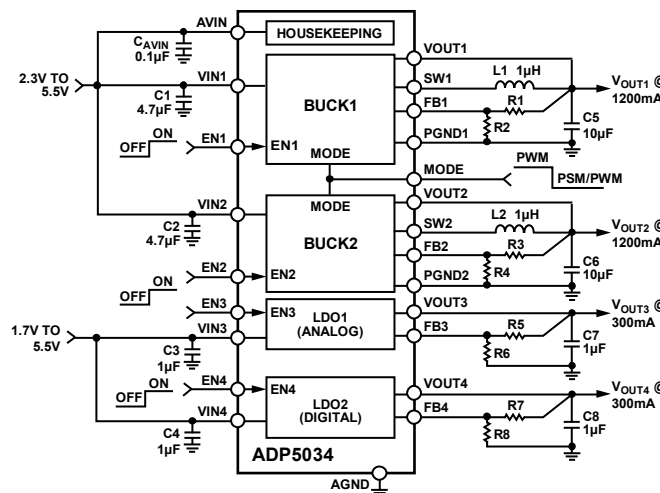 AVIN
HOUSEKEEPING
CAVIN
0.1µF
VOUT1
2.3V TO
5.5V
VIN1
C1
4.7µF
BUCK1
SW1
L1 1µH
VOUT1 @
1200mA
FB1
R1
R2
C5
10µF
OFF
ON
EN1
EN1
PGND1
MODE
MODE
PWM
PSM/PWM
VOUT2
VIN2
C2
4.7µF
MODE
BUCK2
SW2
L2 1µH
VOUT2 @
1200mA
FB2
R3
R4
C6
10µF
OFF
ON
EN2
EN2
PGND2
EN3
EN3
LDO1
(ANALOG)
VOUT3
VOUT3 @
300mA
1.7V TO
5.5V
VIN3
C3
1µF
FB3
R5
R6
C7
1µF
OFF
ON
EN4
EN4
LDO2
(DIGITAL)
VOUT4
VOUT4 @
300mA
VIN4
C4
1µF
FB4
R7
R8
C8
1µF
ADP5034
AGND